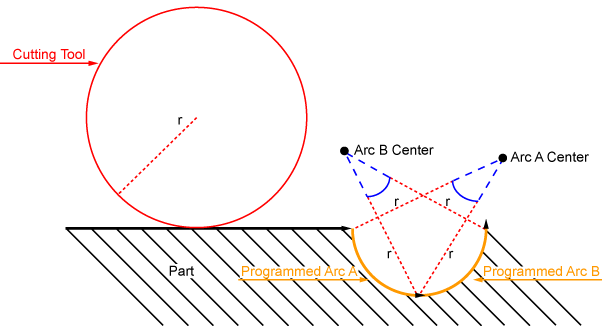 Cutting Tool
r
Arc B Center
Arc A Center
r
r
r
r
Part
Programmed Arc A
Programmed Arc B